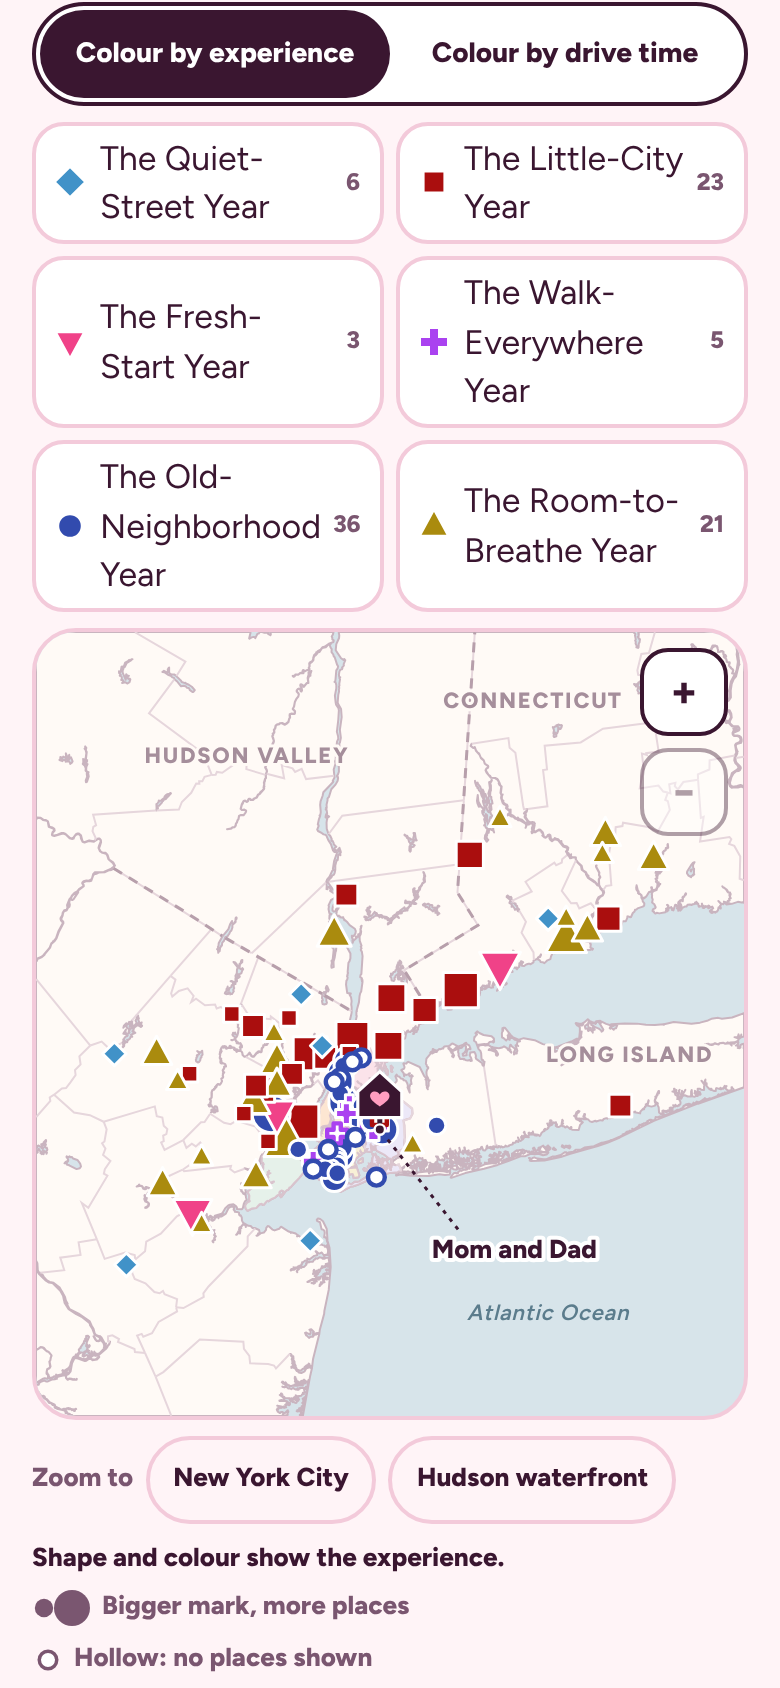 Colour by experience
Colour by drive time
The Quiet-
Street Year
6
The Little-City
Year
23
The Fresh-
Start Year
3
The Walk-
Everywhere
Year
5
The Old-
Neighborhood
Year
36
The Room-to-
Breathe Year
21
+
CONNECTICUT
HUDSON VALLEY
−
LONG ISLAND
Mom and Dad
Atlantic Ocean
Zoom to
New York City
Hudson waterfront
Shape and colour show the experience.
Bigger mark, more places
Hollow: no places shown